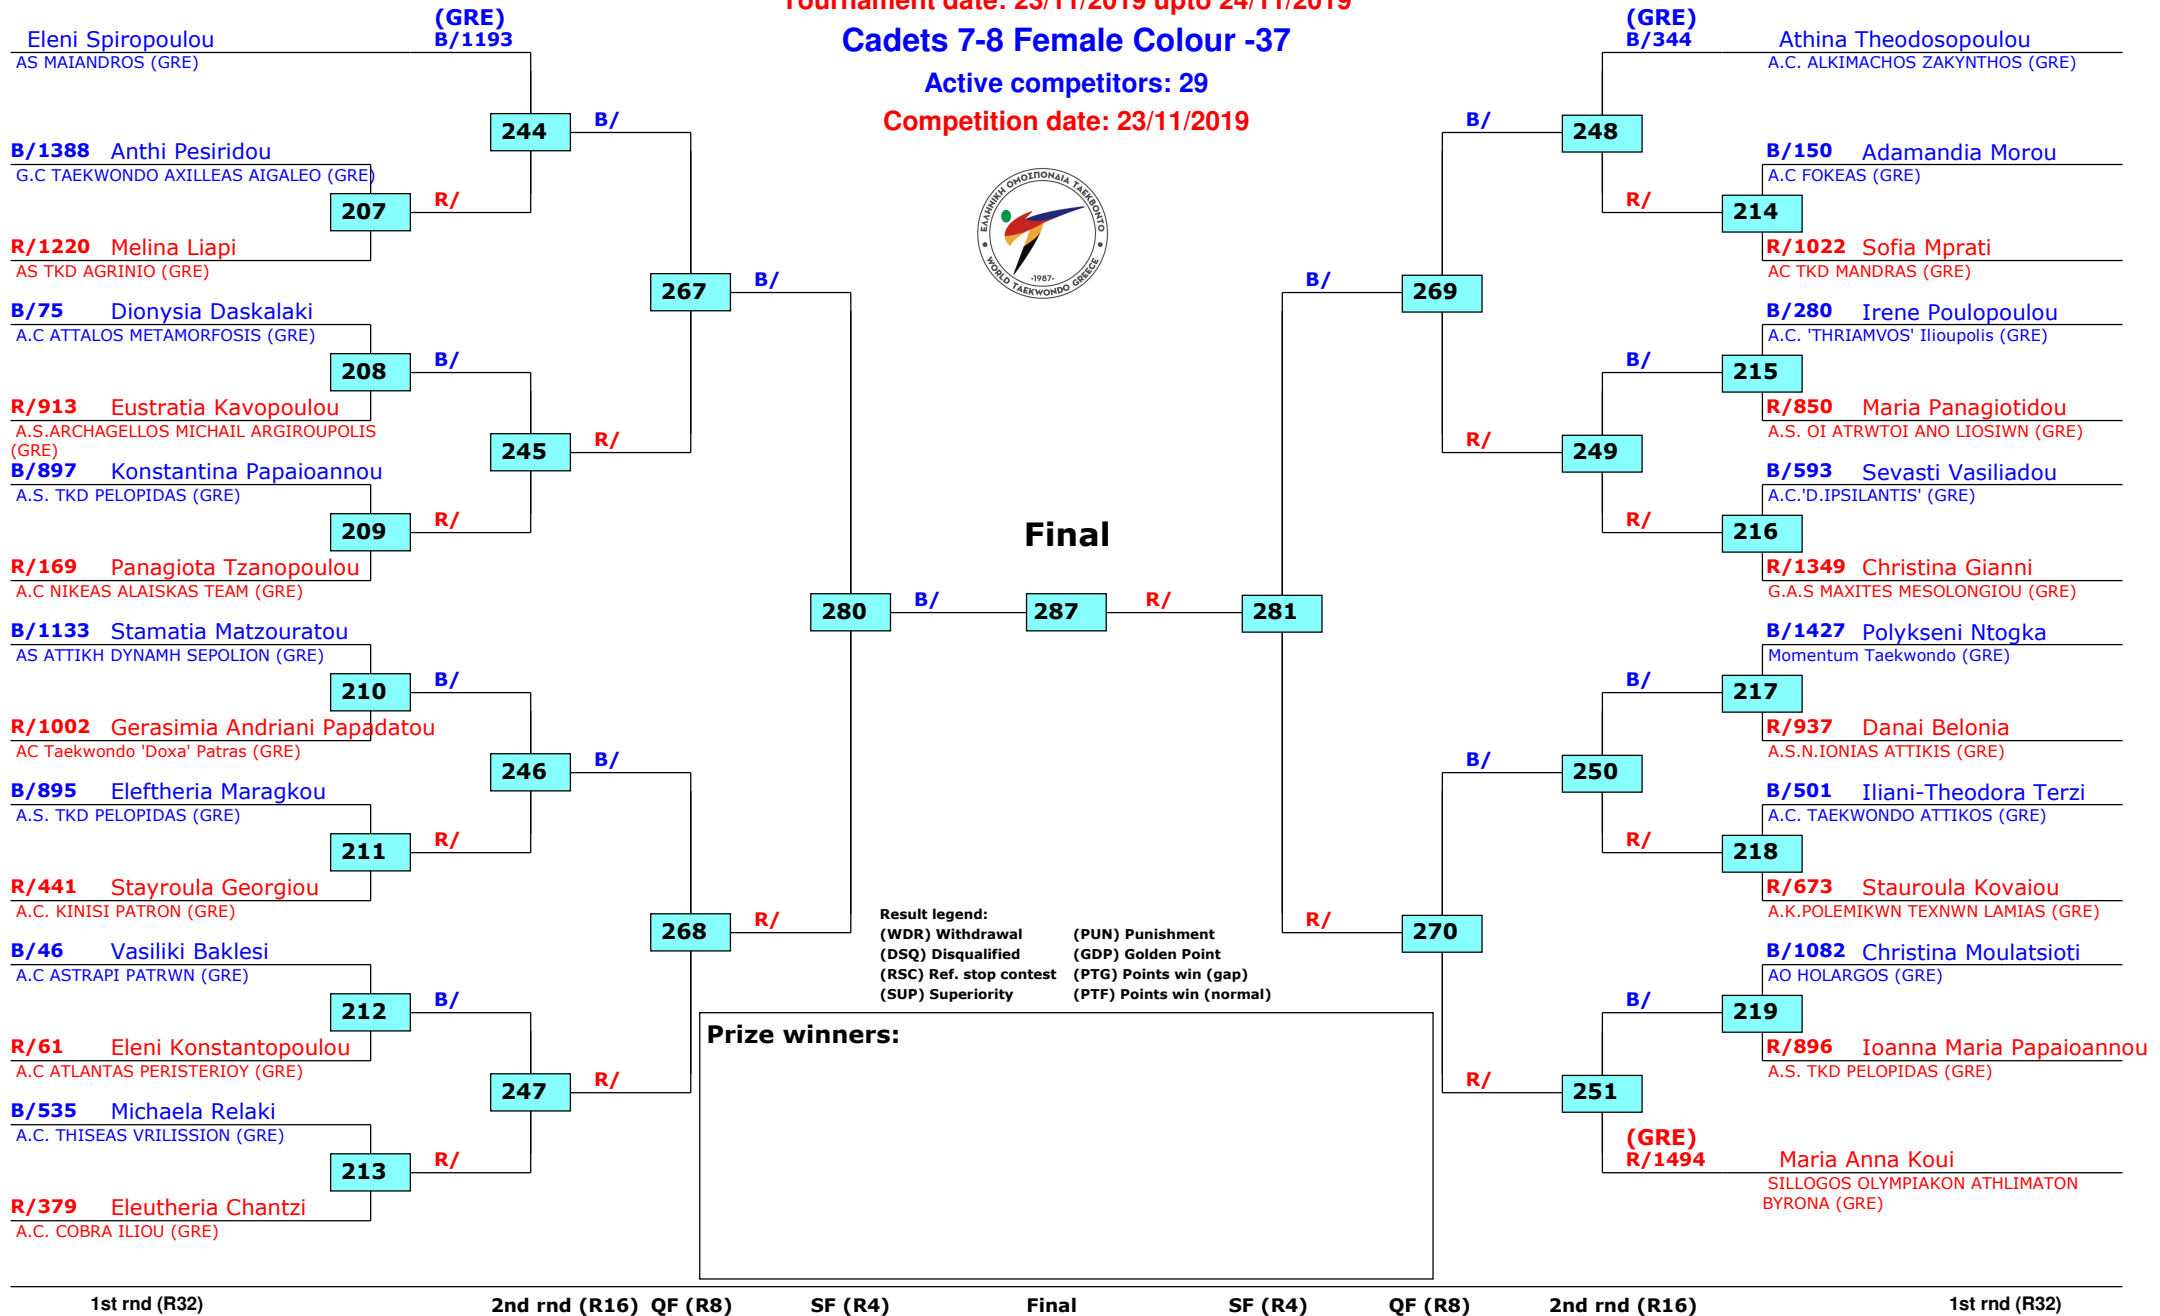 Tournament date: 23/11/2019 upto 24/11/2019
Cadets 7-8 Female Colour -37
Active competitors: 29
Competition date: 23/11/2019
ΕΛΛΗΝΙΚΗ ΟΜΟΣΠΟΝΔΙΑ ΤΑΕΚΒΟΝΤΟ
·1987·
WORLD TAEKWONDO GREECE
(GRE)
Eleni Spiropoulou B/1193
AS MAIANDROS (GRE)
244 B/
B/1388 Anthi Pesiridou
G.C TAEKWONDO AXILLEAS AIGALEO (GRE)
207 R/
R/1220 Melina Liapi
AS TKD AGRINIO (GRE)
267 B/
B/75 Dionysia Daskalaki
A.C ATTALOS METAMORFOSIS (GRE)
208 B/
R/913 Eustratia Kavopoulou
A.S.ARCHAGELLOS MICHAIL ARGIROUPOLIS
(GRE)
245 R/
B/897 Konstantina Papaioannou
A.S. TKD PELOPIDAS (GRE)
209 R/
R/169 Panagiota Tzanopoulou
A.C NIKEAS ALAISKAS TEAM (GRE)
280 B/
B/1133 Stamatia Matzouratou
AS ATTIKH DYNAMH SEPOLION (GRE)
210 B/
R/1002 Gerasimia Andriani Papadatou
AC Taekwondo 'Doxa' Patras (GRE)
246 B/
B/895 Eleftheria Maragkou
A.S. TKD PELOPIDAS (GRE)
211 R/
R/441 Stayroula Georgiou
A.C. KINISI PATRON (GRE)
268 R/
B/46 Vasiliki Baklesi
A.C ASTRAPI PATRWN (GRE)
212 B/
R/61 Eleni Konstantopoulou
A.C ATLANTAS PERISTERIOY (GRE)
247 R/
B/535 Michaela Relaki
A.C. THISEAS VRILISSION (GRE)
213 R/
R/379 Eleutheria Chantzi
A.C. COBRA ILIOU (GRE)
Final
287
(GRE)
B/344 Athina Theodosopoulou
A.C. ALKIMACHOS ZAKYNTHOS (GRE)
B/ 248
B/150 Adamandia Morou
A.C FOKEAS (GRE)
R/ 214
R/1022 Sofia Mprati
AC TKD MANDRAS (GRE)
B/ 269
B/280 Irene Poulopoulou
A.C. 'THRIAMVOS' Ilioupolis (GRE)
B/ 215
R/850 Maria Panagiotidou
A.S. OI ATRWTOI ANO LIOSIWN (GRE)
R/ 249
B/593 Sevasti Vasiliadou
A.C.'D.IPSILANTIS' (GRE)
R/ 216
R/1349 Christina Gianni
G.A.S MAXITES MESOLONGIOU (GRE)
R/ 281
B/1427 Polykseni Ntogka
Momentum Taekwondo (GRE)
B/ 217
R/937 Danai Belonia
A.S.N.IONIAS ATTIKIS (GRE)
B/ 250
B/501 Iliani-Theodora Terzi
A.C. TAEKWONDO ATTIKOS (GRE)
R/ 218
R/673 Stauroula Kovaiou
A.K.POLEMIKWN TEXNWN LAMIAS (GRE)
R/ 270
B/1082 Christina Moulatsioti
AO HOLARGOS (GRE)
B/ 219
R/896 Ioanna Maria Papaioannou
A.S. TKD PELOPIDAS (GRE)
R/ 251
(GRE)
R/1494 Maria Anna Koui
SILLOGOS OLYMPIAKON ATHLIMATON
BYRONA (GRE)
Result legend:
(WDR) Withdrawal (PUN) Punishment
(DSQ) Disqualified (GDP) Golden Point
(RSC) Ref. stop contest (PTG) Points win (gap)
(SUP) Superiority (PTF) Points win (normal)
Prize winners:
1st rnd (R32) 2nd rnd (R16) QF (R8) SF (R4) Final SF (R4) QF (R8) 2nd rnd (R16) 1st rnd (R32)